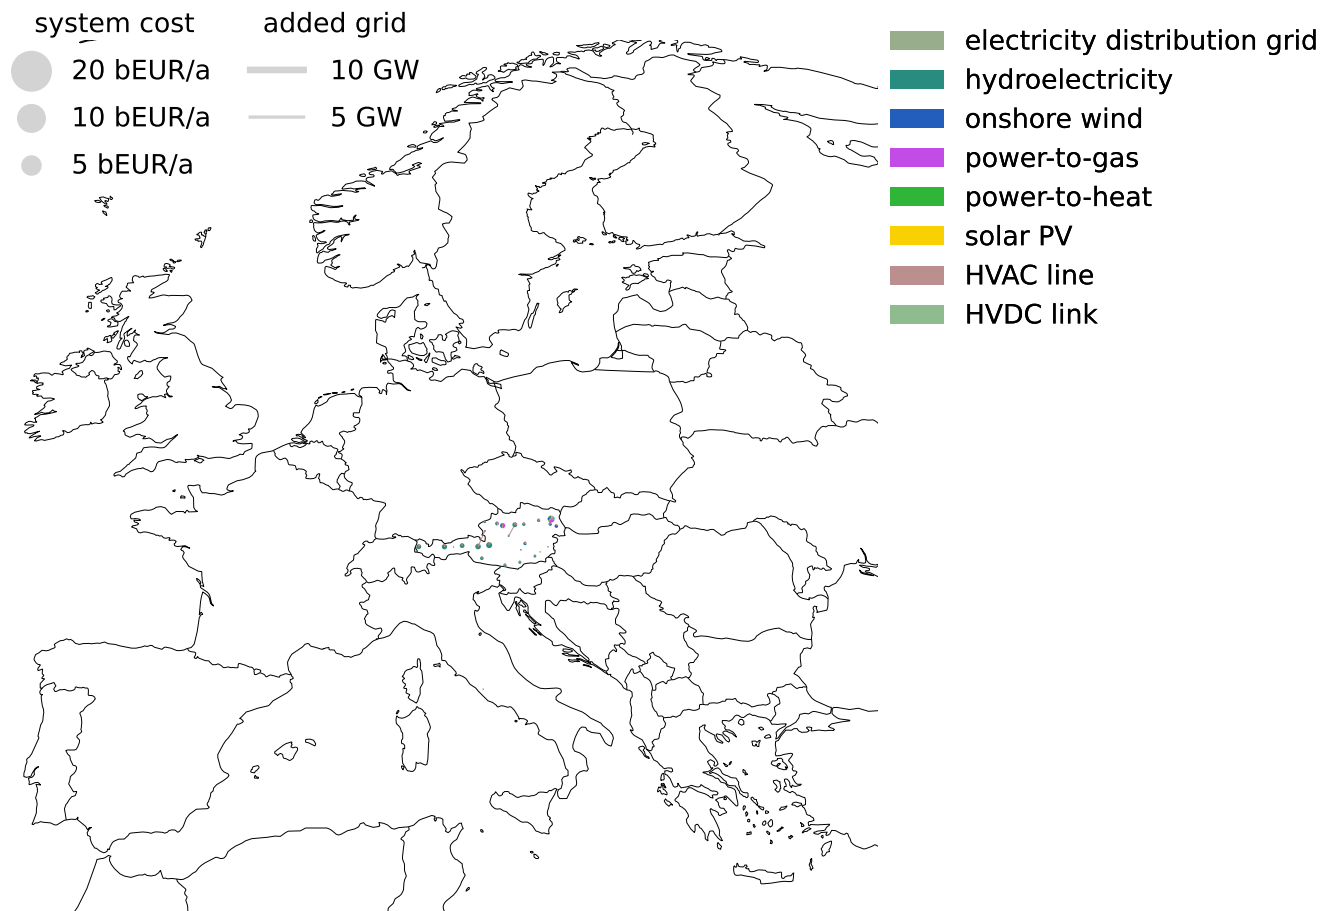 system cost
20 bEUR/a
10 bEUR/a
5 bEUR/a
added grid
10 GW
5 GW
electricity distribution grid
hydroelectricity
onshore wind
power-to-gas
power-to-heat
solar PV
HVAC line
HVDC link